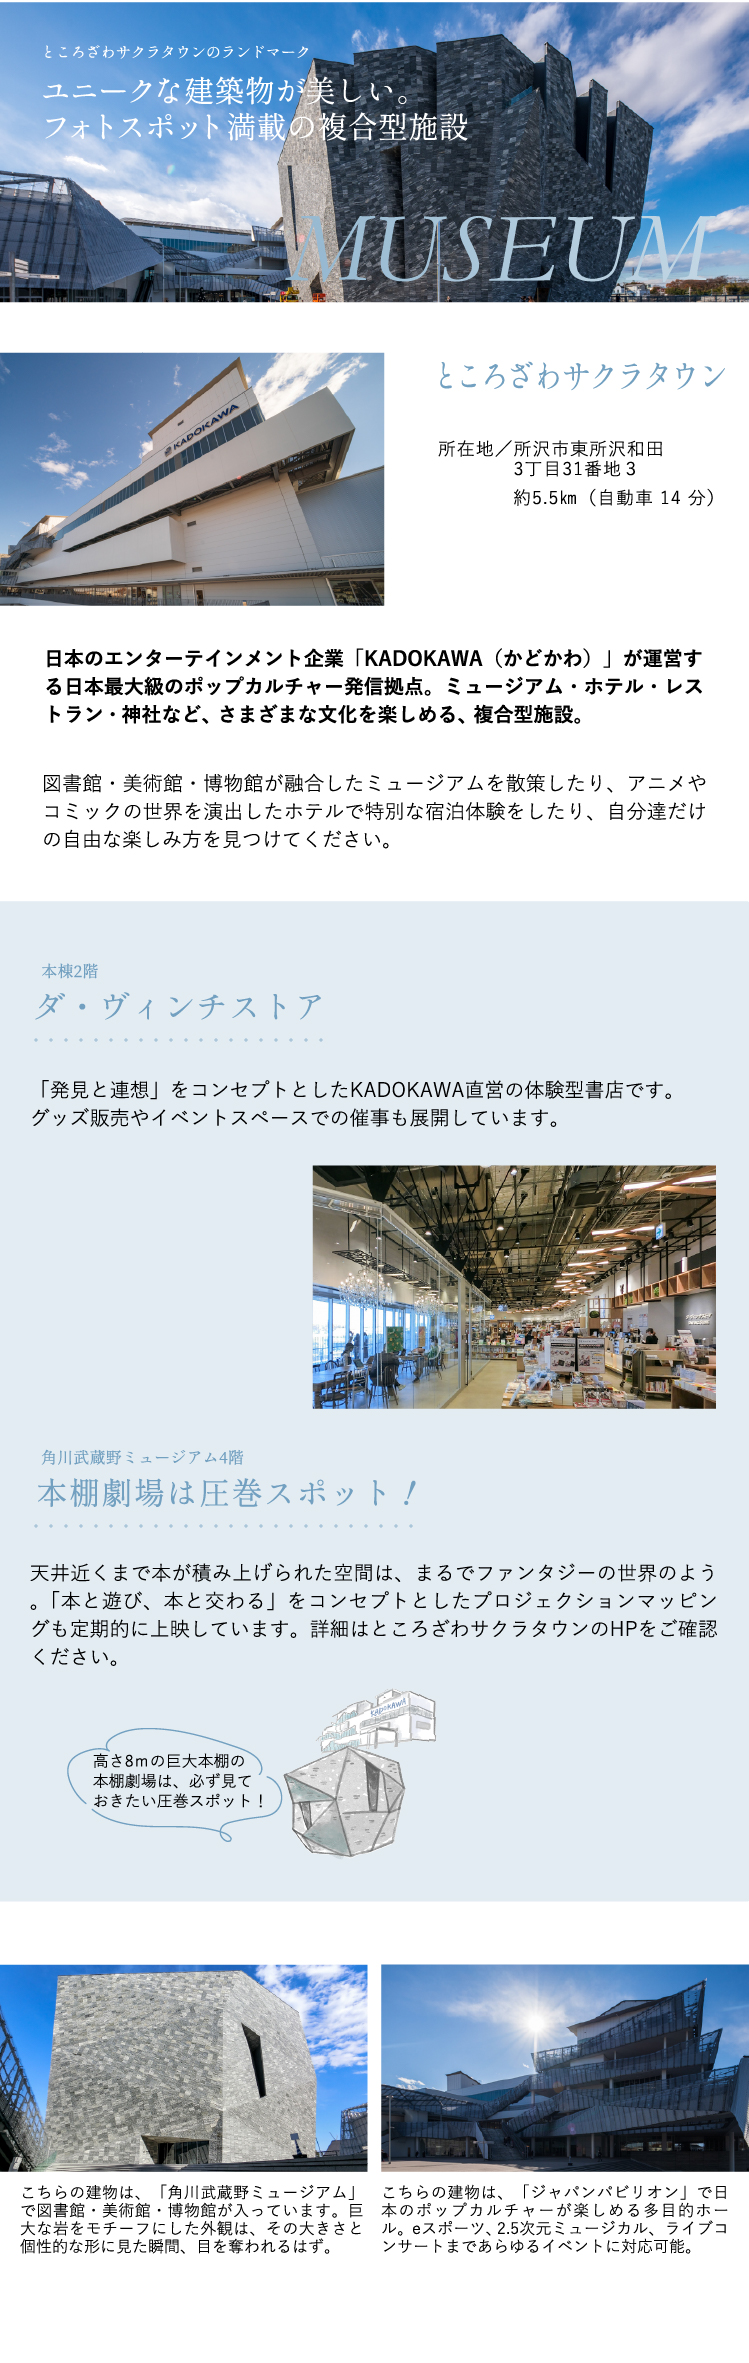 ところざわサクラタウンのランドマーク
ユニークな建築物が美しい。
フォトスポット満載の複合型施設
MUSEUM
KADOKAWA
ところざわサクラタウン
所在地／所沢市東所沢和田
3丁目31番地３
約5.5㎞（自動車 14 分）
日本のエンターテインメント企業「KADOKAWA（かどかわ）」が運営す
る日本最大級のポップカルチャー発信拠点。ミュージアム・ホテル・レス
トラン・神社など、さまざまな文化を楽しめる、複合型施設。
図書館・美術館・博物館が融合したミュージアムを散策したり、アニメや
コミックの世界を演出したホテルで特別な宿泊体験をしたり、自分達だけ
の自由な楽しみ方を見つけてください。
本棟2階
ダ・ヴィンチストア
「発見と連想」をコンセプトとしたKADOKAWA直営の体験型書店です。
グッズ販売やイベントスペースでの催事も展開しています。
角川武蔵野ミュージアム4階
本棚劇場は圧巻スポット！
天井近くまで本が積み上げられた空間は、まるでファンタジーの世界のよう
。「本と遊び、本と交わる」をコンセプトとしたプロジェクションマッピン
グも定期的に上映しています。詳細はところざわサクラタウンのHPをご確認
ください。
KADOKAWA
高さ8ｍの巨大本棚の
本棚劇場は、必ず見て
おきたい圧巻スポット！
こちらの建物は、「角川武蔵野ミュージアム」
で図書館・美術館・博物館が入っています。巨
大な岩をモチーフにした外観は、その大きさと
個性的な形に見た瞬間、目を奪われるはず。
こちらの建物は、「ジャパンパビリオン」で日
本のポップカルチャーが楽しめる多目的ホー
ル。eスポーツ、2.5次元ミュージカル、ライブコ
ンサートまであらゆるイベントに対応可能。